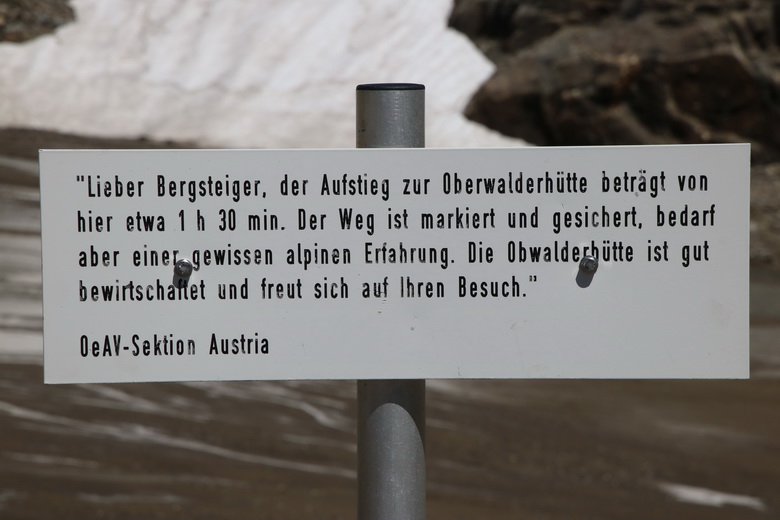 "Lieber Bergsteiger, der Aufstieg zur Oberwalderhütte beträgt von
hier etwa 1 h 30 min. Der Weg ist markiert und gesichert, bedarf
aber einer gewissen alpinen Erfahrung. Die Obwalderhütte ist gut
bewirtschaftet und freut sich auf Ihren Besuch."
OeAV-Sektion Austria